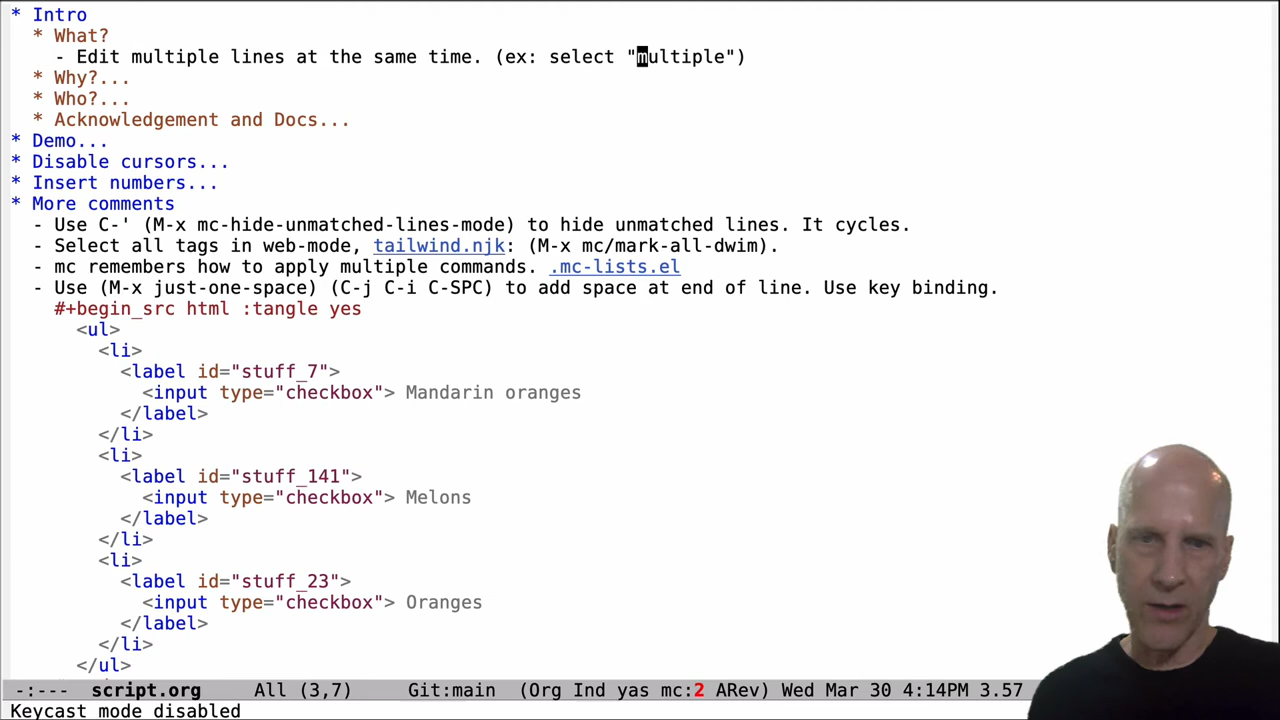 * Intro
* What?
- Edit multiple lines at the same time. (ex: select "multiple")
* Why?...
* Who?...
* Acknowledgement and Docs...
* Demo...
* Disable cursors...
* Insert numbers...
* More comments
- Use C-' (M-x mc-hide-unmatched-lines-mode) to hide unmatched lines. It cycles.
- Select all tags in web-mode, tailwind.njk: (M-x mc/mark-all-dwim).
- mc remembers how to apply multiple commands. .mc-lists.el
- Use (M-x just-one-space) (C-j C-i C-SPC) to add space at end of line. Use key binding.
#+begin_src html :tangle yes
<ul>
<li>
<label id="stuff_7">
<input type="checkbox"> Mandarin oranges
</label>
</li>
<li>
<label id="stuff_141">
<input type="checkbox"> Melons
</label>
</li>
<li>
<label id="stuff_23">
<input type="checkbox"> Oranges
</label>
</li>
</ul>
-:--- script.org All (3,7) Git:main (Org Ind yas mc:2 ARev) Wed Mar 30 4:14PM 3.57
Keycast mode disabled